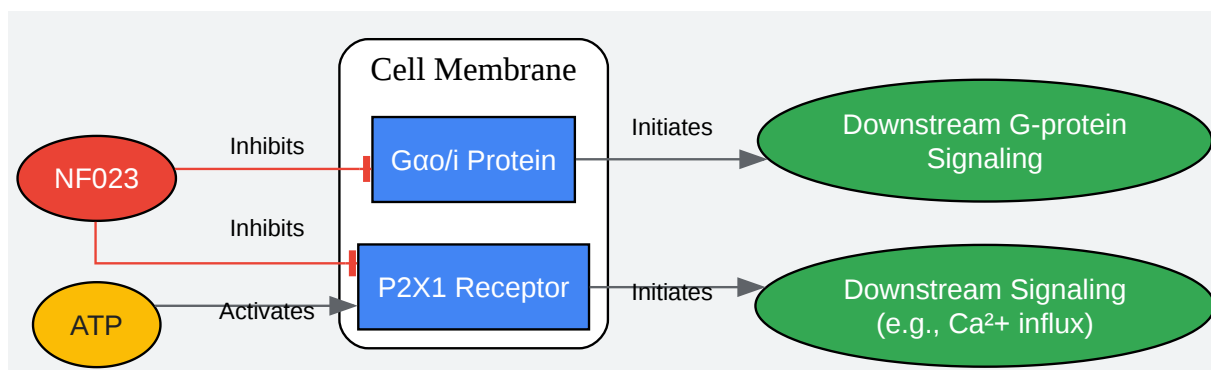 Cell Membrane
NF023
Inhibits
Gαo/i Protein
Initiates
Downstream G-protein
Signaling
Inhibits
ATP
Activates
P2X1 Receptor
Initiates
Downstream Signaling
(e.g., Ca²+ influx)